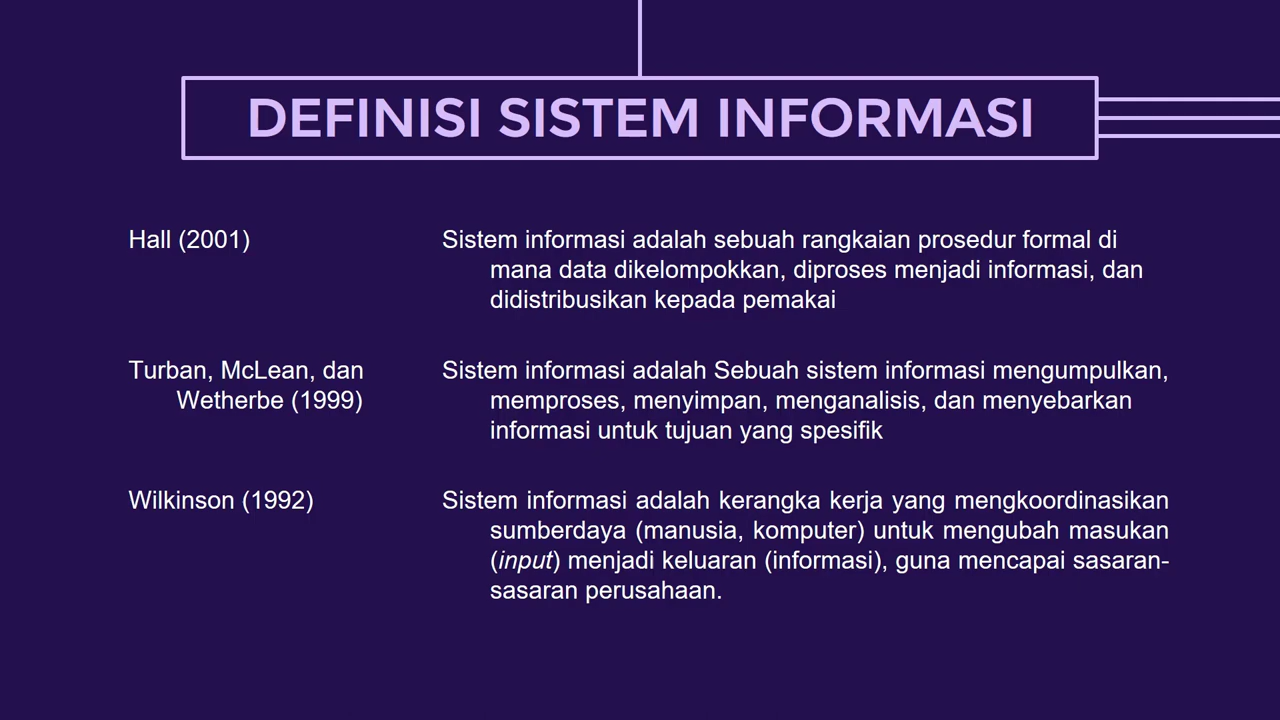 DEFINISI SISTEM INFORMASI
Hall (2001)
Sistem informasi adalah sebuah rangkaian prosedur formal di
mana data dikelompokkan, diproses menjadi informasi, dan
didistribusikan kepada pemakai
Turban, McLean, dan
Wetherbe (1999)
Sistem informasi adalah Sebuah sistem informasi mengumpulkan,
memproses, menyimpan, menganalisis, dan menyebarkan
informasi untuk tujuan yang spesifik
Wilkinson (1992)
Sistem informasi adalah kerangka kerja yang mengkoordinasikan
sumberdaya (manusia, komputer) untuk mengubah masukan
(input) menjadi keluaran (informasi), guna mencapai sasaran-
sasaran perusahaan.